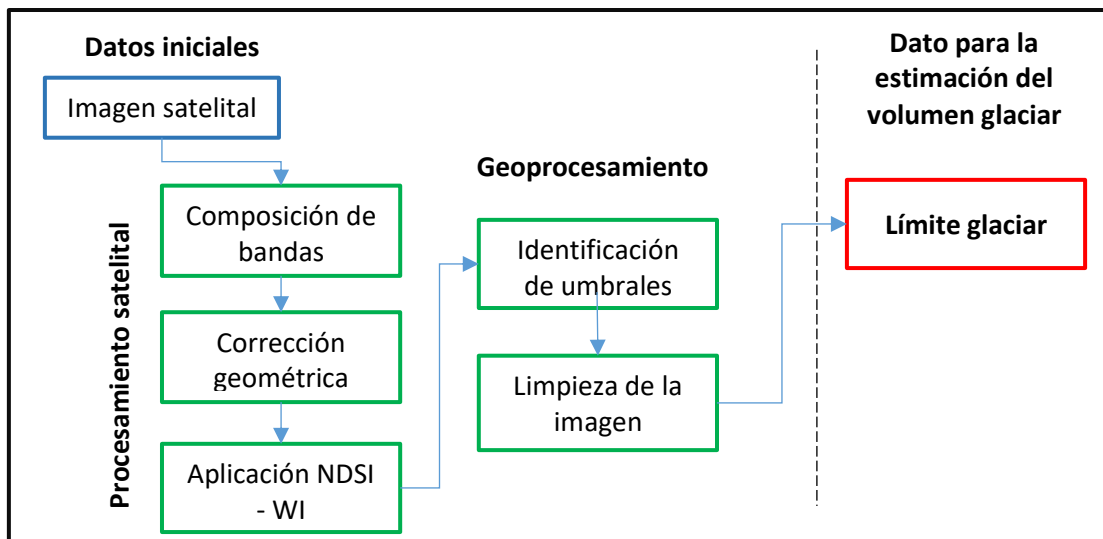 Datos iniciales
Imagen satelital
Procesamiento satelital
Composición de
bandas
Corrección
geométrica
Aplicación NDSI
- WI
Geoprocesamiento
Identificación
de umbrales
Limpieza de la
imagen
Dato para la
estimación del
volumen glaciar
Límite glaciar